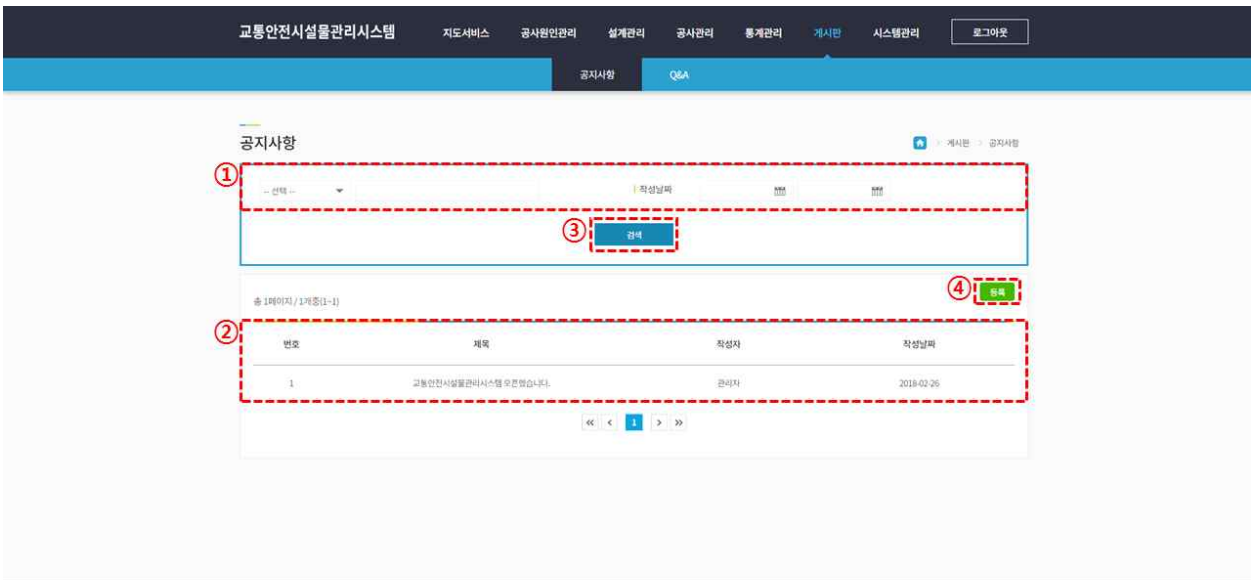 교통안전시설물관리시스템 지도서비스 공사원인관리 설계관리 공사관리 통계관리 게시판 시스템관리 로그아웃
공지사항 Q&A
공지사항
게시판 > 공지사항
①
-- 선택 -- 작성날짜
③ 검색
④ 등록
총 1페이지 / 1개중(1~1)
②
번호 제목 작성자 작성날짜
1 교통안전시설물관리시스템 오픈했습니다. 관리자 2018-02-26
« < 1 > »